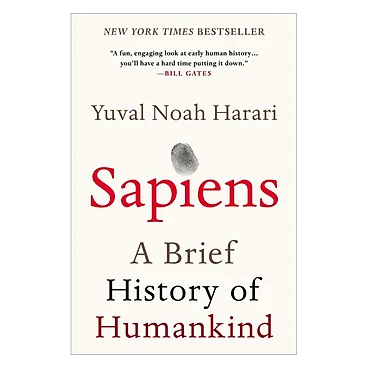 NEW YORK TIMES BESTSELLER
"A fun, engaging look at early human history…
you'll have a hard time putting it down."
—BILL GATES
Yuval Noah Harari
Sapiens
A Brief
History of
Humankind